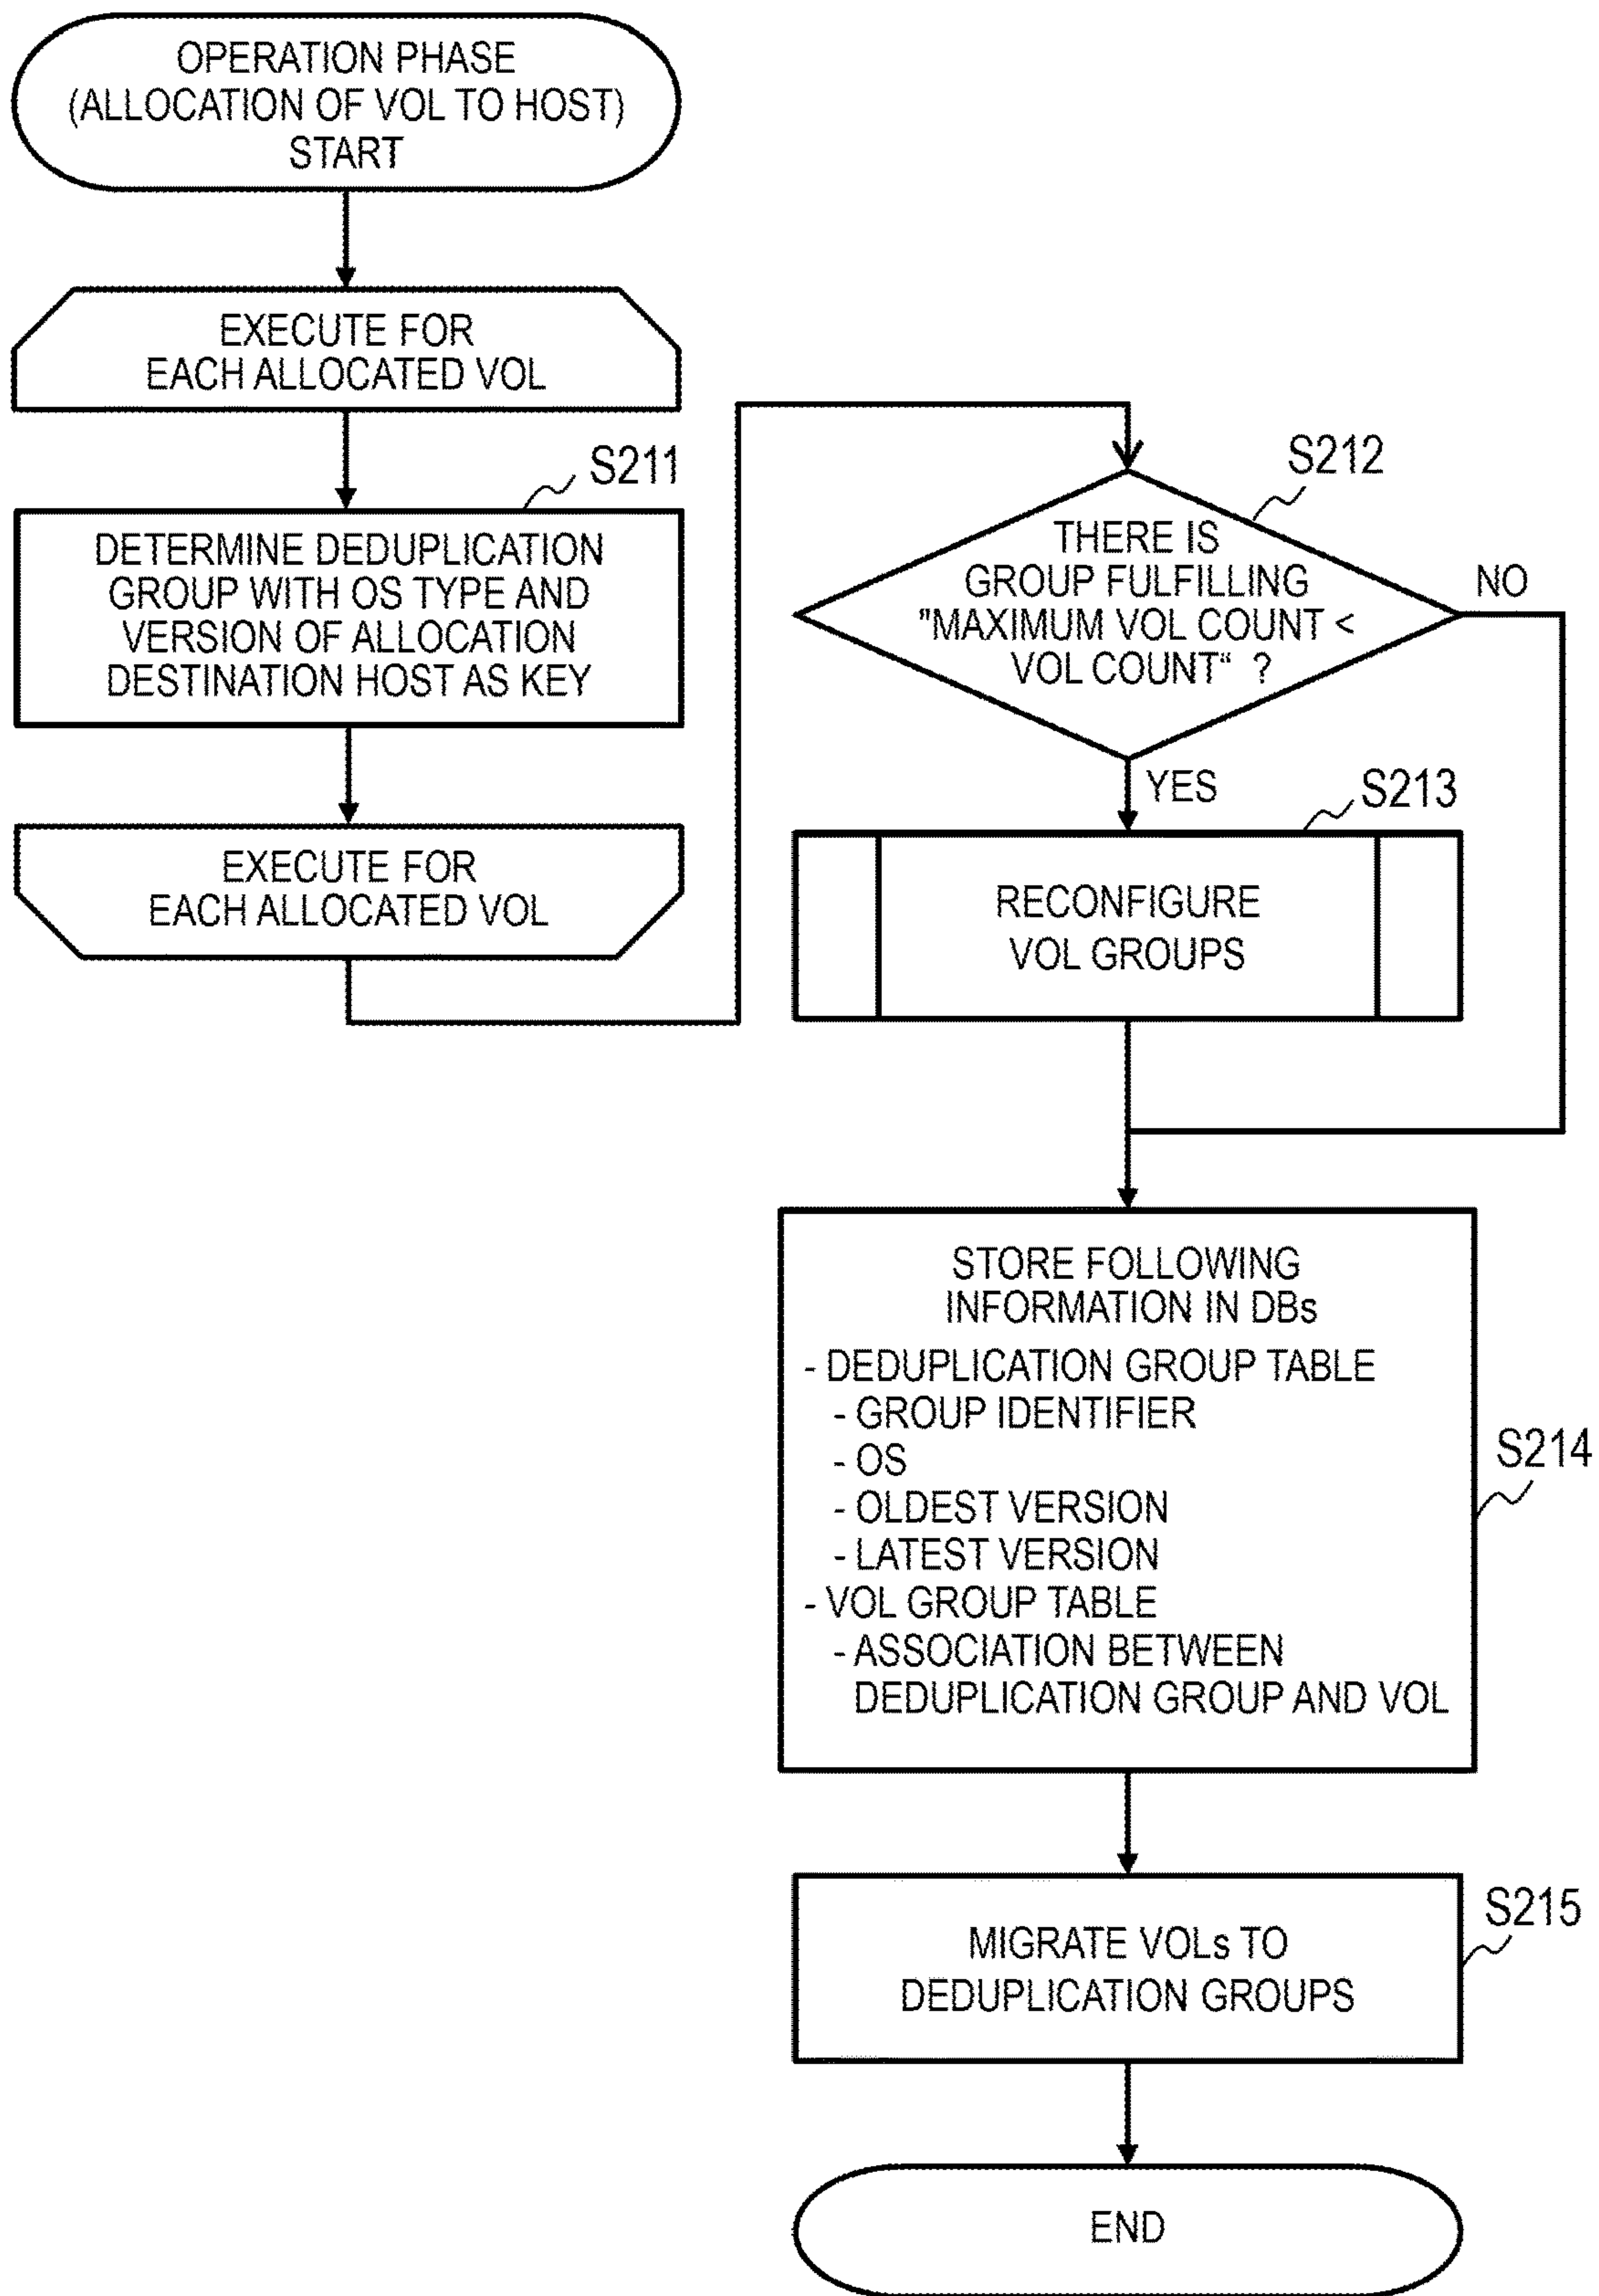 OPERATION PHASE
(ALLOCATION OF VOL TO HOST)
START
EXECUTE FOR
EACH ALLOCATED VOL
S211
DETERMINE DEDUPLICATION
GROUP WITH OS TYPE AND
VERSION OF ALLOCATION
DESTINATION HOST AS KEY
EXECUTE FOR
EACH ALLOCATED VOL
S212
THERE IS
GROUP FULFILLING
"MAXIMUM VOL COUNT <
VOL COUNT“ ?
NO
YES
S213
RECONFIGURE
VOL GROUPS
STORE FOLLOWING
INFORMATION IN DBs
- DEDUPLICATION GROUP TABLE
- GROUP IDENTIFIER
- OS
- OLDEST VERSION
- LATEST VERSION
- VOL GROUP TABLE
- ASSOCIATION BETWEEN
DEDUPLICATION GROUP AND VOL
S214
S215
MIGRATE VOLs TO
DEDUPLICATION GROUPS
END